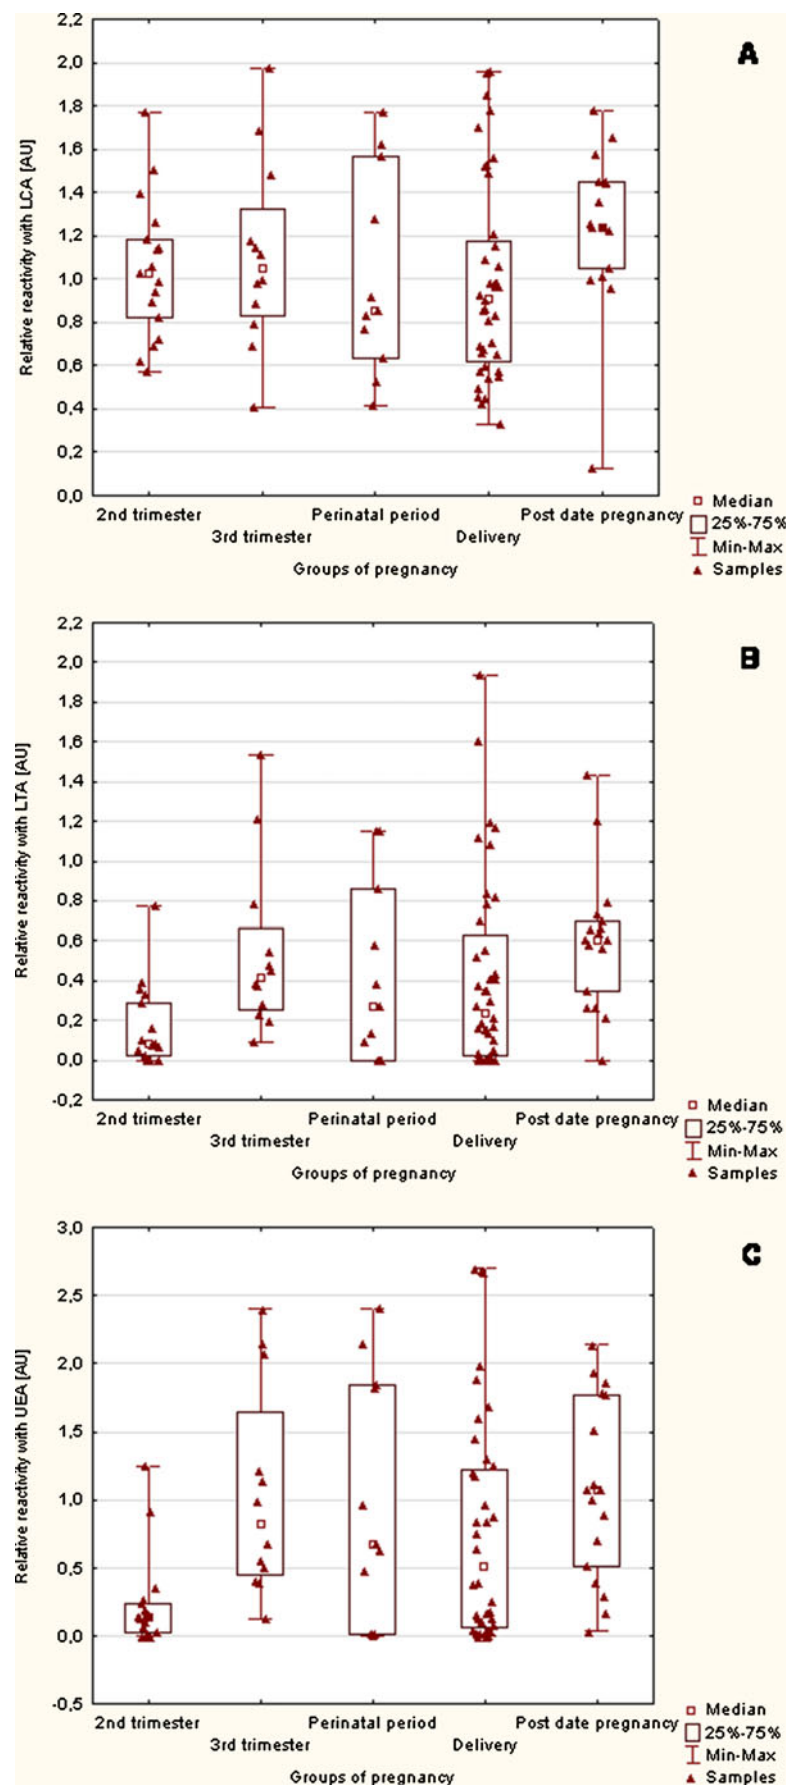 A
Relative reactivity with LCA [AU]
2,2
2,0
1,8
1,6
1,4
1,2
1,0
0,8
0,6
0,4
0,2
0,0
2nd trimester
3rd trimester
Perinatal period
Delivery
Post date pregnancy
Groups of pregnancy
Median
25%-75%
Min-Max
Samples
B
Relative reactivity with LTA [AU]
2,2
2,0
1,8
1,6
1,4
1,2
1,0
0,8
0,6
0,4
0,2
0,0
-0,2
2nd trimester
3rd trimester
Perinatal period
Delivery
Post date pregnancy
Groups of pregnancy
Median
25%-75%
Min-Max
Samples
C
Relative reactivity with UEA [AU]
3,0
2,5
2,0
1,5
1,0
0,5
0,0
-0,5
2nd trimester
3rd trimester
Perinatal period
Delivery
Post date pregnancy
Groups of pregnancy
Median
25%-75%
Min-Max
Samples